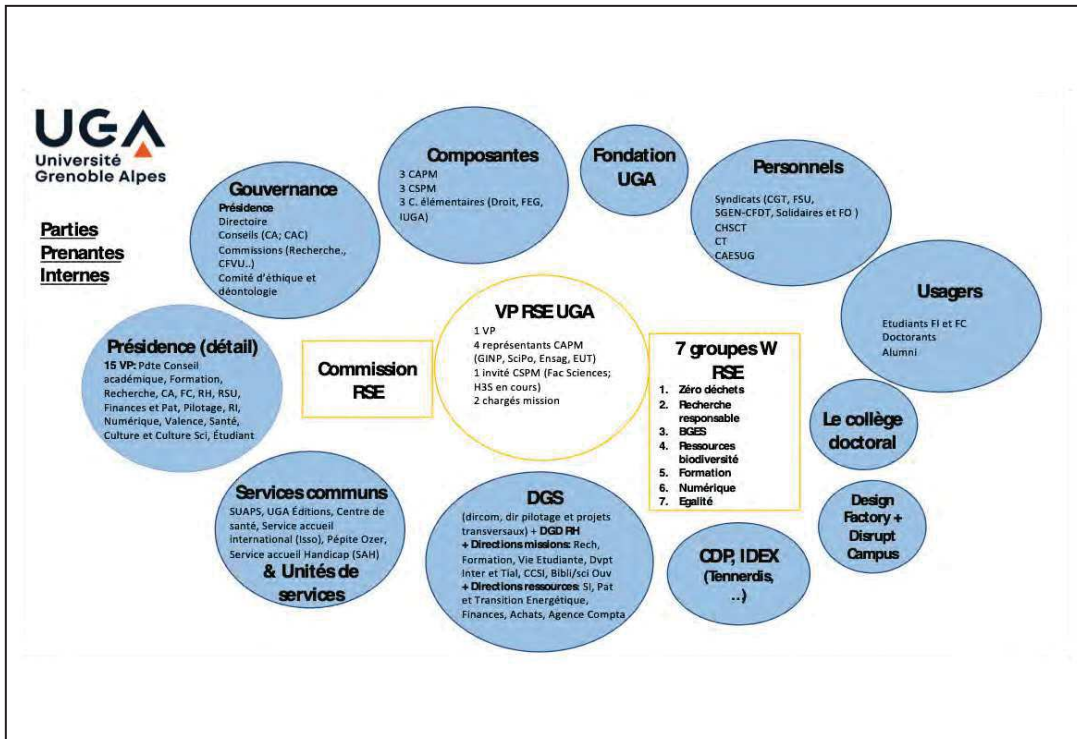 UGA
Université
Grenoble Alpes
Parties
Prenantes
Internes
Gouvernance
Présidence
Directoire
Conseils (CA; CAC)
Commissions (Recherche.,
CFVU..)
Comité d'éthique et
déontologie
Composantes
3 CAPM
3 CSPM
3 C. élémentaires (Droit, FEG,
IUGA)
Fondation
UGA
Personnels
Syndicats (CGT, FSU,
SGEN-CFDT, Solidaires et FO )
CHSCT
CT
CAESUG
Usagers
Etudiants FI et FC
Doctorants
Alumni
Présidence (détail)
15 VP: Pdte Conseil
académique, Formation,
Recherche, CA, FC, RH, RSU,
Finances et Pat, Pilotage, RI,
Numérique, Valence, Santé,
Culture et Culture Sci, Étudiant
Commission
RSE
VP RSE UGA
1 VP
4 représentants CAPM
(GINP, SciPo, Ensag, EUT)
1 invité CSPM (Fac Sciences;
H3S en cours)
2 chargés mission
7 groupes W
RSE
1. Zéro déchets
2. Recherche
responsable
3. BGES
4. Ressources
biodiversité
5. Formation
6. Numérique
7. Egalité
Le collège
doctoral
Services communs
SUAPS, UGA Éditions, Centre de
santé, Service accueil
international (Isso), Pépite Ozer,
Service accueil Handicap (SAH)
& Unités de
services
DGS
(dircom, dir pilotage et projets
transversaux) + DGD RH
+ Directions missions: Rech,
Formation, Vie Etudiante, Dvpt
Inter et Tial, CCSI, Bibli/sci Ouv
+ Directions ressources: SI, Pat
et Transition Energétique,
Finances, Achats, Agence Compta
CDP, IDEX
(Tennerdis,
..)
Design
Factory +
Disrupt
Campus